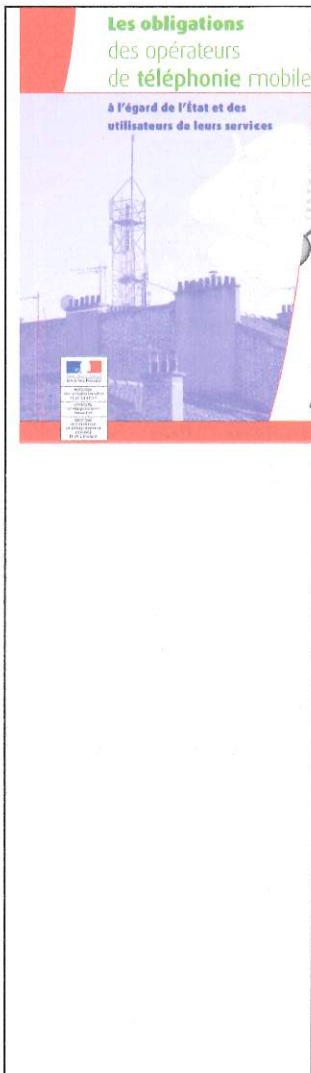 Les obligations
des opérateurs
de téléphonie mobile
à l'égard de l'État et des
utilisateurs de leurs services